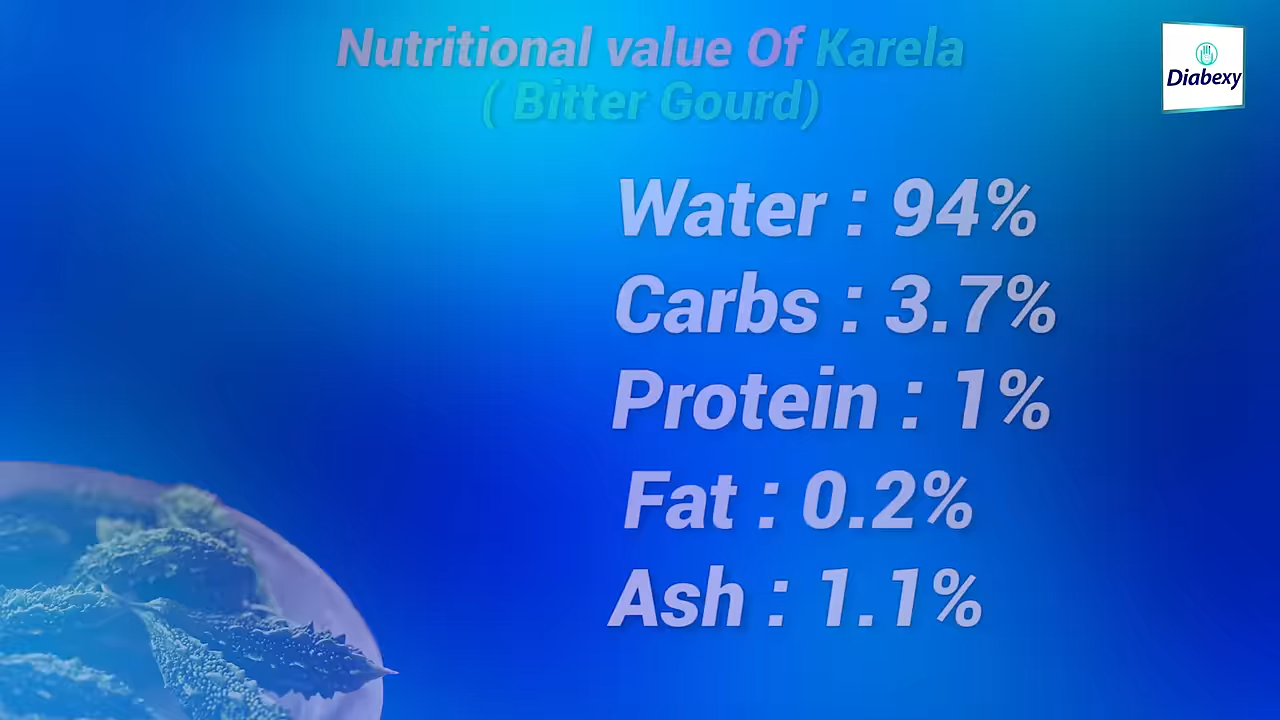 Nutritional value Of Karela
( Bitter Gourd)
Diabexy
Water : 94%
Carbs : 3.7%
Protein : 1%
Fat : 0.2%
Ash : 1.1%